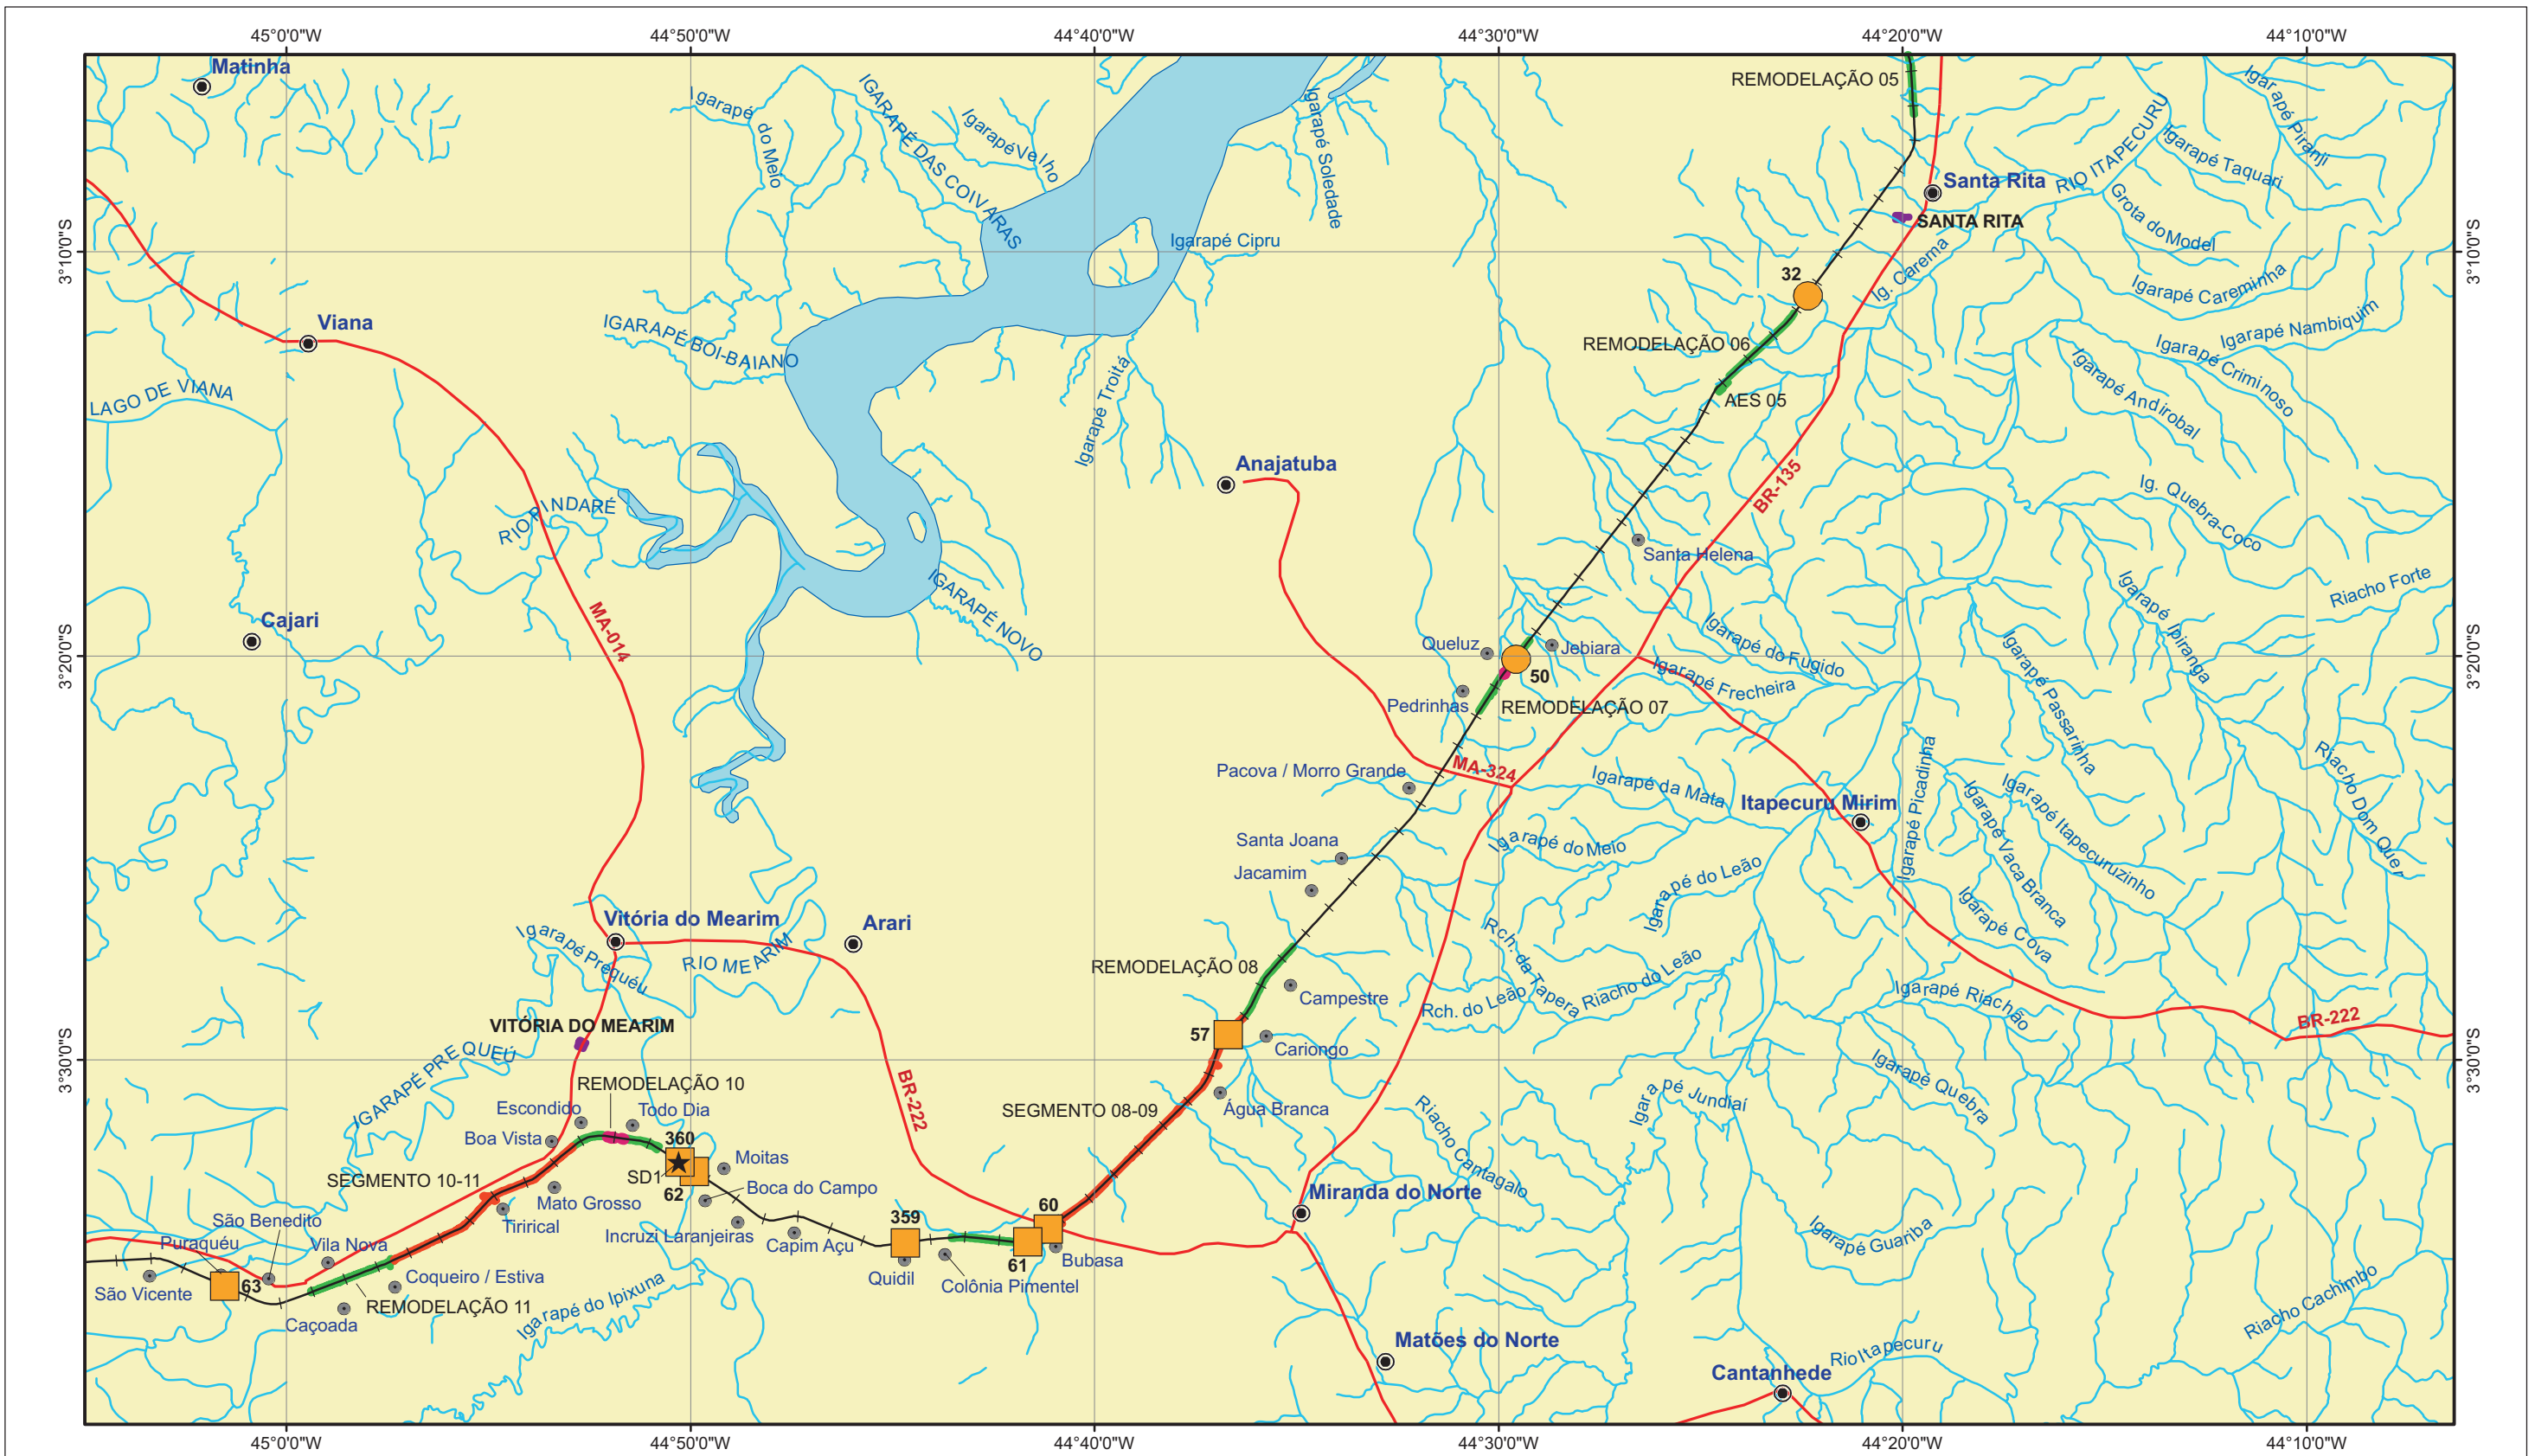 45°0'0"W
44°50'0"W
44°40'0"W
44°30'0"W
44°20'0"W
44°10'0"W
Matinha
REMODELAÇÃO 05
Igarapé do Melo
IGARAPÉ DAS COIVARAS
Igarapé Velho
Igarapé Soledade
RIO ITAPECURU
Igarapé Piranji
Igarapé Taquari
Santa Rita
SANTA RITA
Grota do Model
3°10'0"S
3°10'0"S
Igarapé Cipru
Ig. Carema
Igarapé Careminha
32
Viana
IGARAPÉ BOI-BAIANO
REMODELAÇÃO 06
Igarapé Nambiquim
Igarapé Criminoso
LAGO DE VIANA
Igarapé Troitá
AES 05
Igarapé Andirobal
Anajatuba
BR-135
Ig. Quebra-Coco
RIO PINDARÉ
Santa Helena
IGARAPÉ NOVO
Riacho Forte
Igarapé Ipiranga
Cajari
MA-014
3°20'0"S
3°20'0"S
Queluz
Jebiara
Igarapé do Fugido
Igarapé Passarinha
50
Igarapé Frecheira
Pedrinhas
REMODELAÇÃO 07
Pacova / Morro Grande
MA-324
Igarapé da Mata
Itapecuru Mirim
Igarapé Picadinha
Igarapé Itapecuruzinho
Riacho Dom Quer
Santa Joana
Igarapé do Meio
Igarapé Vaca Branca
Jacamim
Igarapé do Leão
Vitória do Mearim
Arari
Igarapé Prequéu
RIO MEARIM
Rch. da Tapera
Igarapé Cova
REMODELAÇÃO 08
Campestre
Rch. do Leão
Riacho do Leão
Igarapé Riachão
BR-222
VITÓRIA DO MEARIM
57
Cariongo
3°30'0"S
3°30'0"S
IGARAPÉ PREQUEÚ
REMODELAÇÃO 10
BR-222
Igarapé Quebra
Escondido
Todo Dia
SEGMENTO 08-09
Água Branca
Igarapé Jundiaí
Boa Vista
360
Riacho Cantagalo
SEGMENTO 10-11
SD1
Moitas
62
Boca do Campo
Mato Grosso
Miranda do Norte
São Benedito
Tirirical
Incruzi Laranjeiras
359
60
Puraquéu
Vila Nova
Capim Açu
Igarapé Guariba
61
Bubasa
63
Coqueiro / Estiva
Quidil
Colônia Pimentel
São Vicente
REMODELAÇÃO 11
Igarapé do Ipixuna
Caçoada
Riacho Cachimbo
Matões do Norte
Rio Itapecuru
Cantanhede
45°0'0"W
44°50'0"W
44°40'0"W
44°30'0"W
44°20'0"W
44°10'0"W